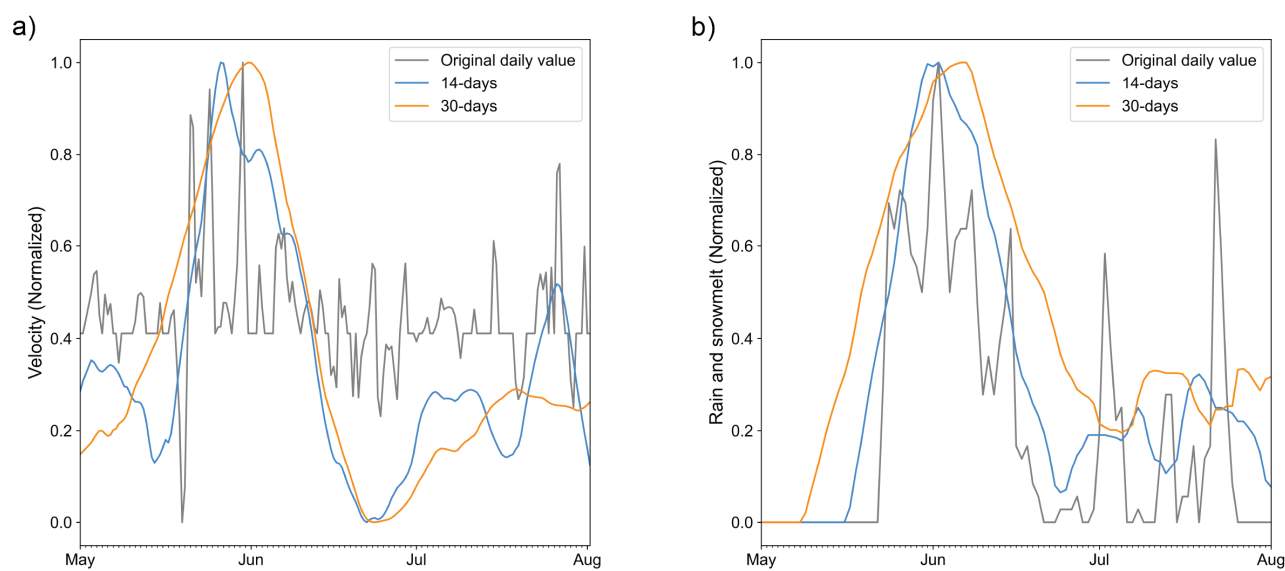 a)
Velocity (Normalized)
1.0
0.8
0.6
0.4
0.2
0.0
May
Jun
Jul
Aug
Original daily value
14-days
30-days
b)
Rain and snowmelt (Normalized)
1.0
0.8
0.6
0.4
0.2
0.0
May
Jun
Jul
Aug
Original daily value
14-days
30-days